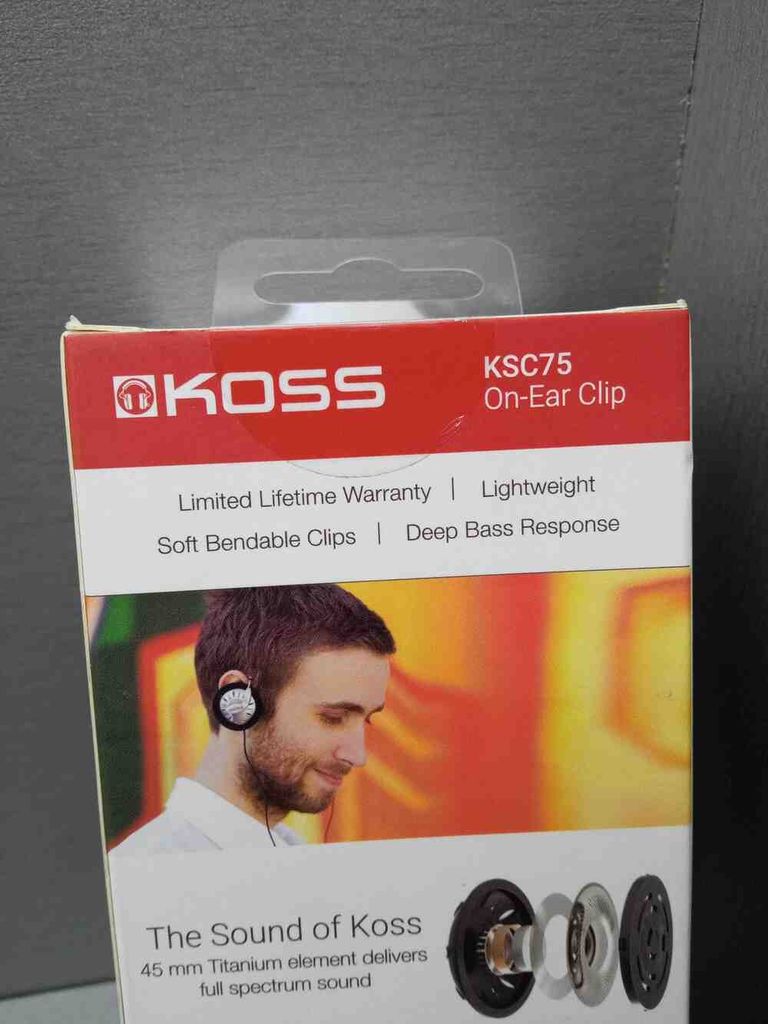 KOSS
KSC75
On-Ear Clip
Limited Lifetime Warranty | Lightweight
Soft Bendable Clips | Deep Bass Response
The Sound of Koss
45 mm Titanium element delivers
full spectrum sound